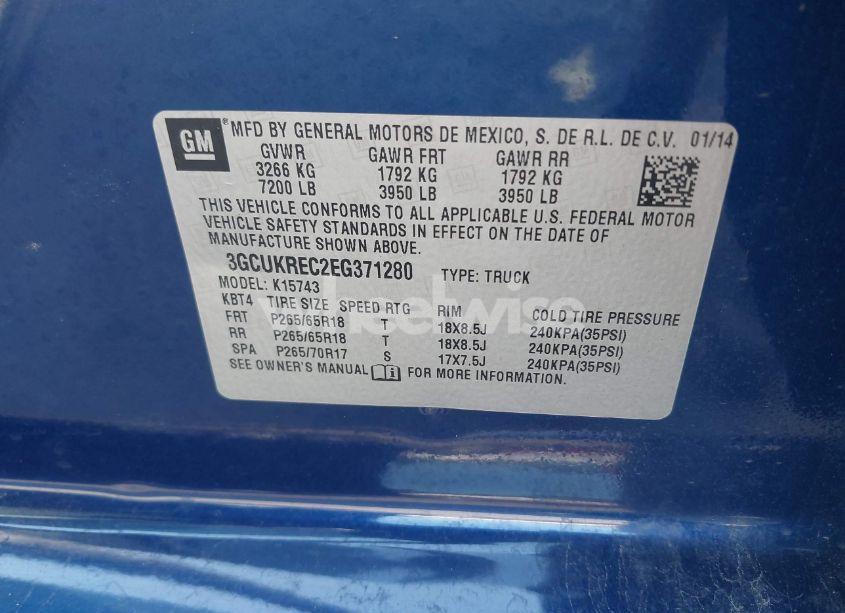 GM ® MFD BY GENERAL MOTORS DE MEXICO, S. DE R.L. DE C.V. 01/14
GVWR GAWR FRT GAWR RR
3266 KG 1792 KG 1792 KG
7200 LB 3950 LB 3950 LB
THIS VEHICLE CONFORMS TO ALL APPLICABLE U.S. FEDERAL MOTOR
VEHICLE SAFETY STANDARDS IN EFFECT ON THE DATE OF
MANUFACTURE SHOWN ABOVE.
3GCUKREC2EG371280 TYPE: TRUCK
MODEL: K15743
KBT4 TIRE SIZE SPEED RTG RIM COLD TIRE PRESSURE
FRT P265/65R18 T 18X8.5J 240KPA(35PSI)
RR P265/65R18 T 18X8.5J 240KPA(35PSI)
SPA P265/70R17 S 17X7.5J 240KPA(35PSI)
SEE OWNER'S MANUAL FOR MORE INFORMATION.
wheelwise